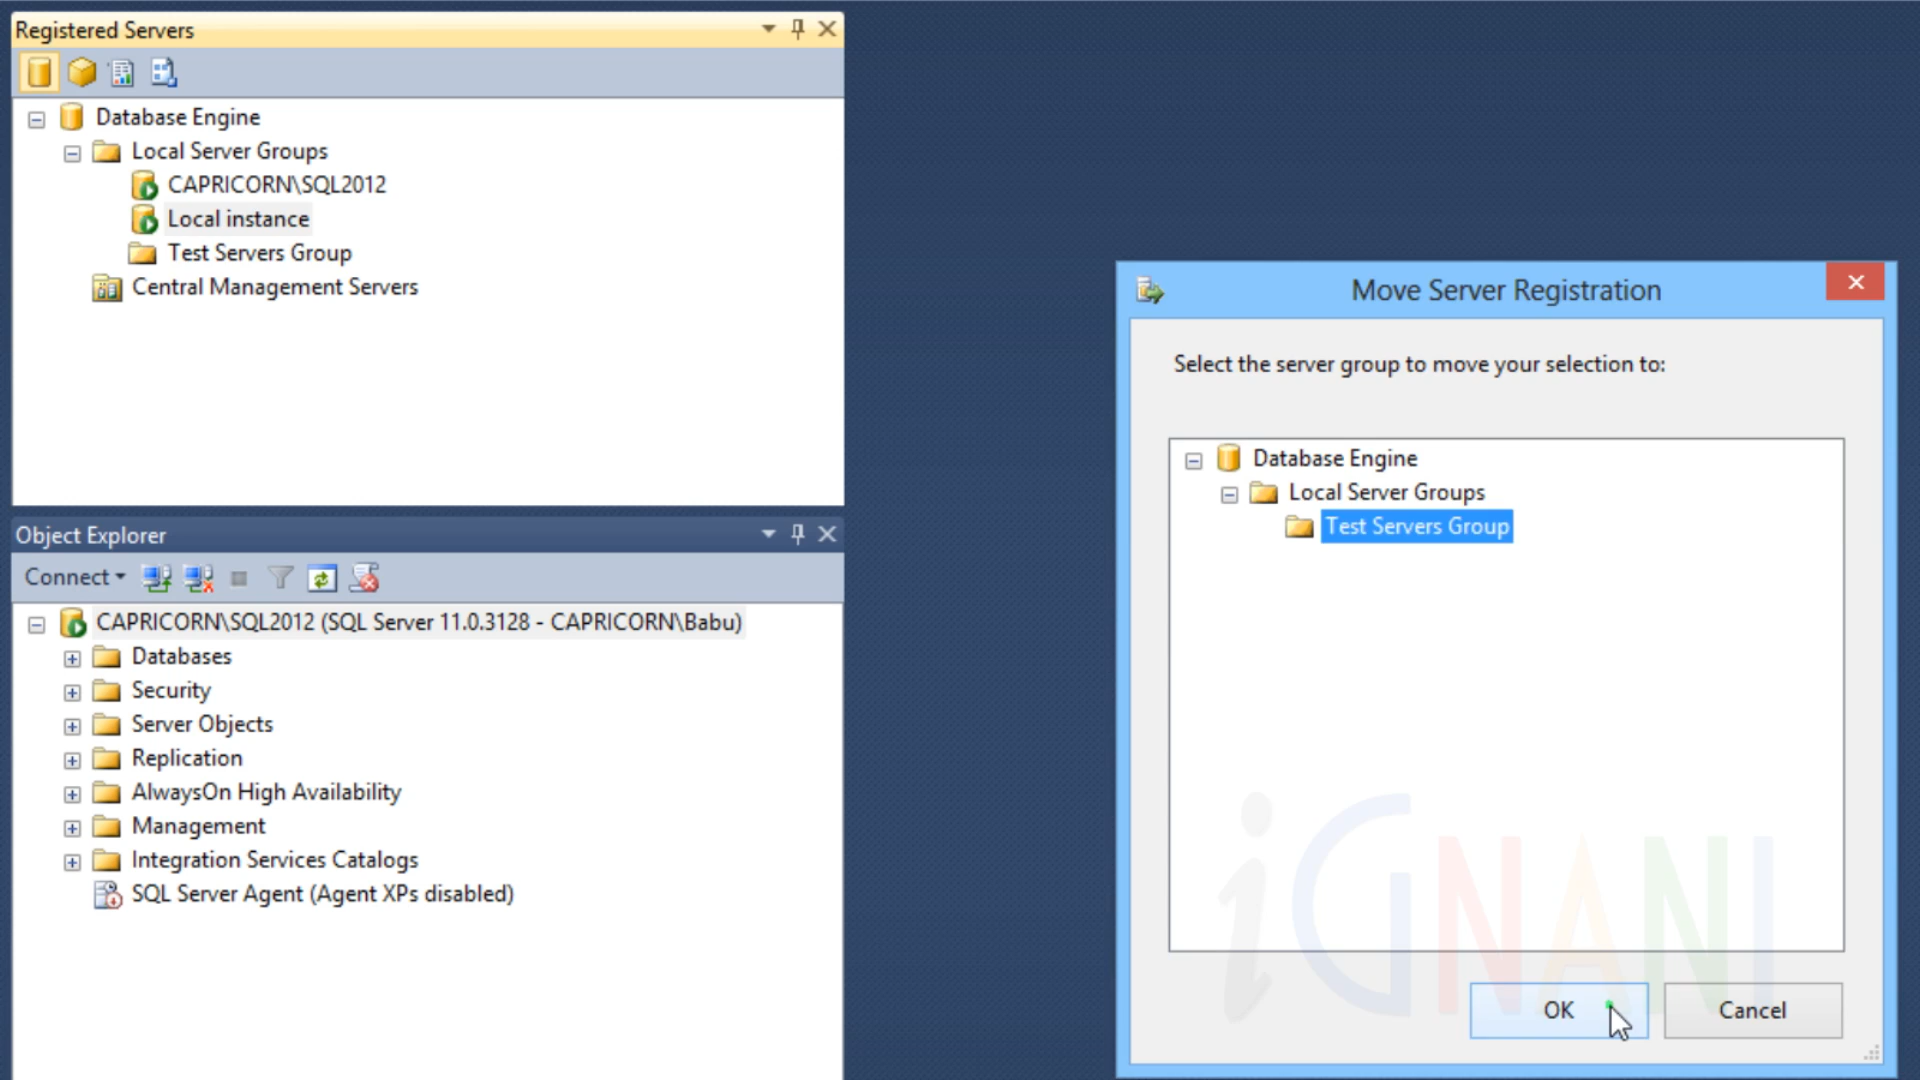 Registered Servers
Database Engine
Local Server Groups
CAPRICORN\SQL2012
Local instance
Test Servers Group
Central Management Servers
Object Explorer
Connect
CAPRICORN\SQL2012 (SQL Server 11.0.3128 - CAPRICORN\Babu)
Databases
Security
Server Objects
Replication
AlwaysOn High Availability
Management
Integration Services Catalogs
SQL Server Agent (Agent XPs disabled)
Move Server Registration
Select the server group to move your selection to:
Database Engine
Local Server Groups
Test Servers Group
iGNANI
OK
Cancel